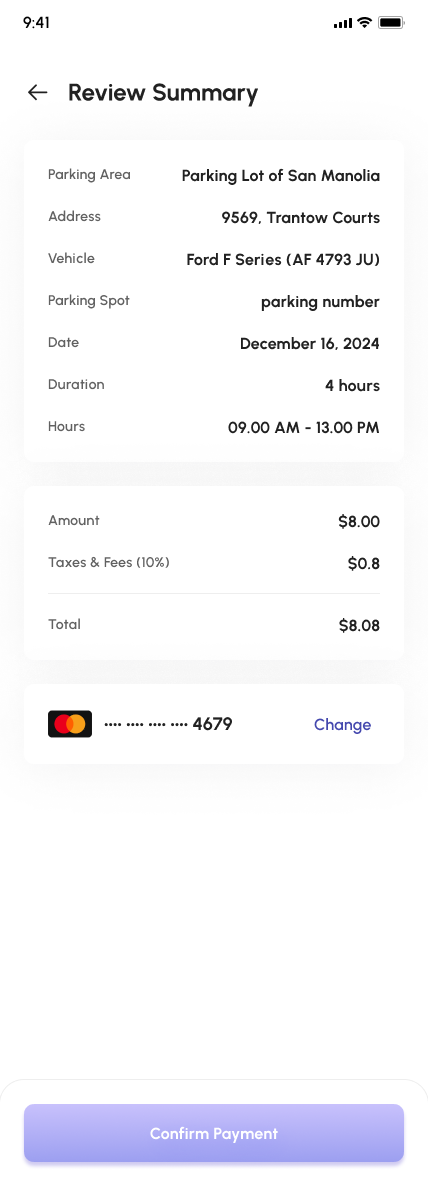 9:41
Review Summary
Parking Area Parking Lot of San Manolia
Address 9569, Trantow Courts
Vehicle Ford F Series (AF 4793 JU)
Parking Spot parking number
Date December 16, 2024
Duration 4 hours
Hours 09.00 AM - 13.00 PM
Amount $8.00
Taxes & Fees (10%) $0.8
Total $8.08
•••• •••• •••• •••• 4679 Change
Confirm Payment